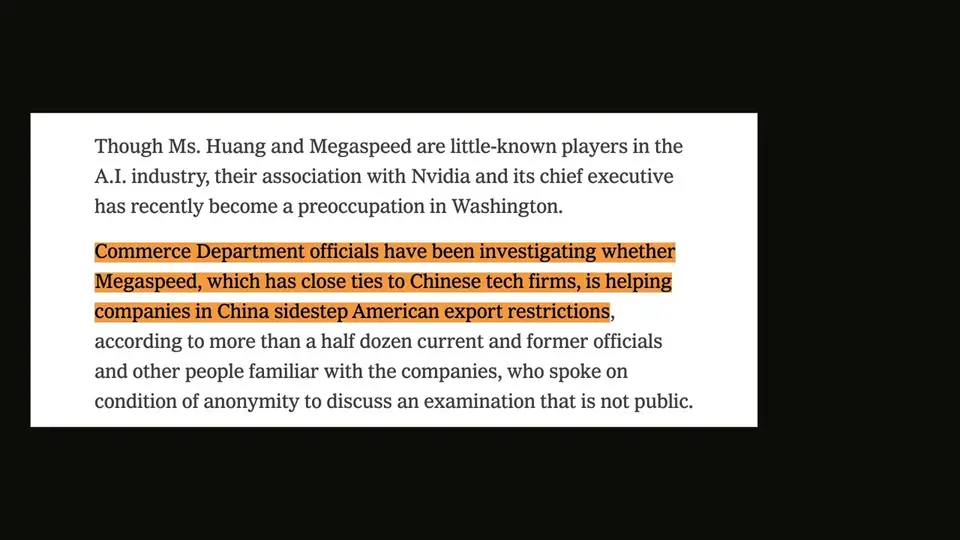 Though Ms. Huang and Megaspeed are little-known players in the
A.I. industry, their association with Nvidia and its chief executive
has recently become a preoccupation in Washington.
Commerce Department officials have been investigating whether
Megaspeed, which has close ties to Chinese tech firms, is helping
companies in China sidestep American export restrictions,
according to more than a half dozen current and former officials
and other people familiar with the companies, who spoke on
condition of anonymity to discuss an examination that is not public.